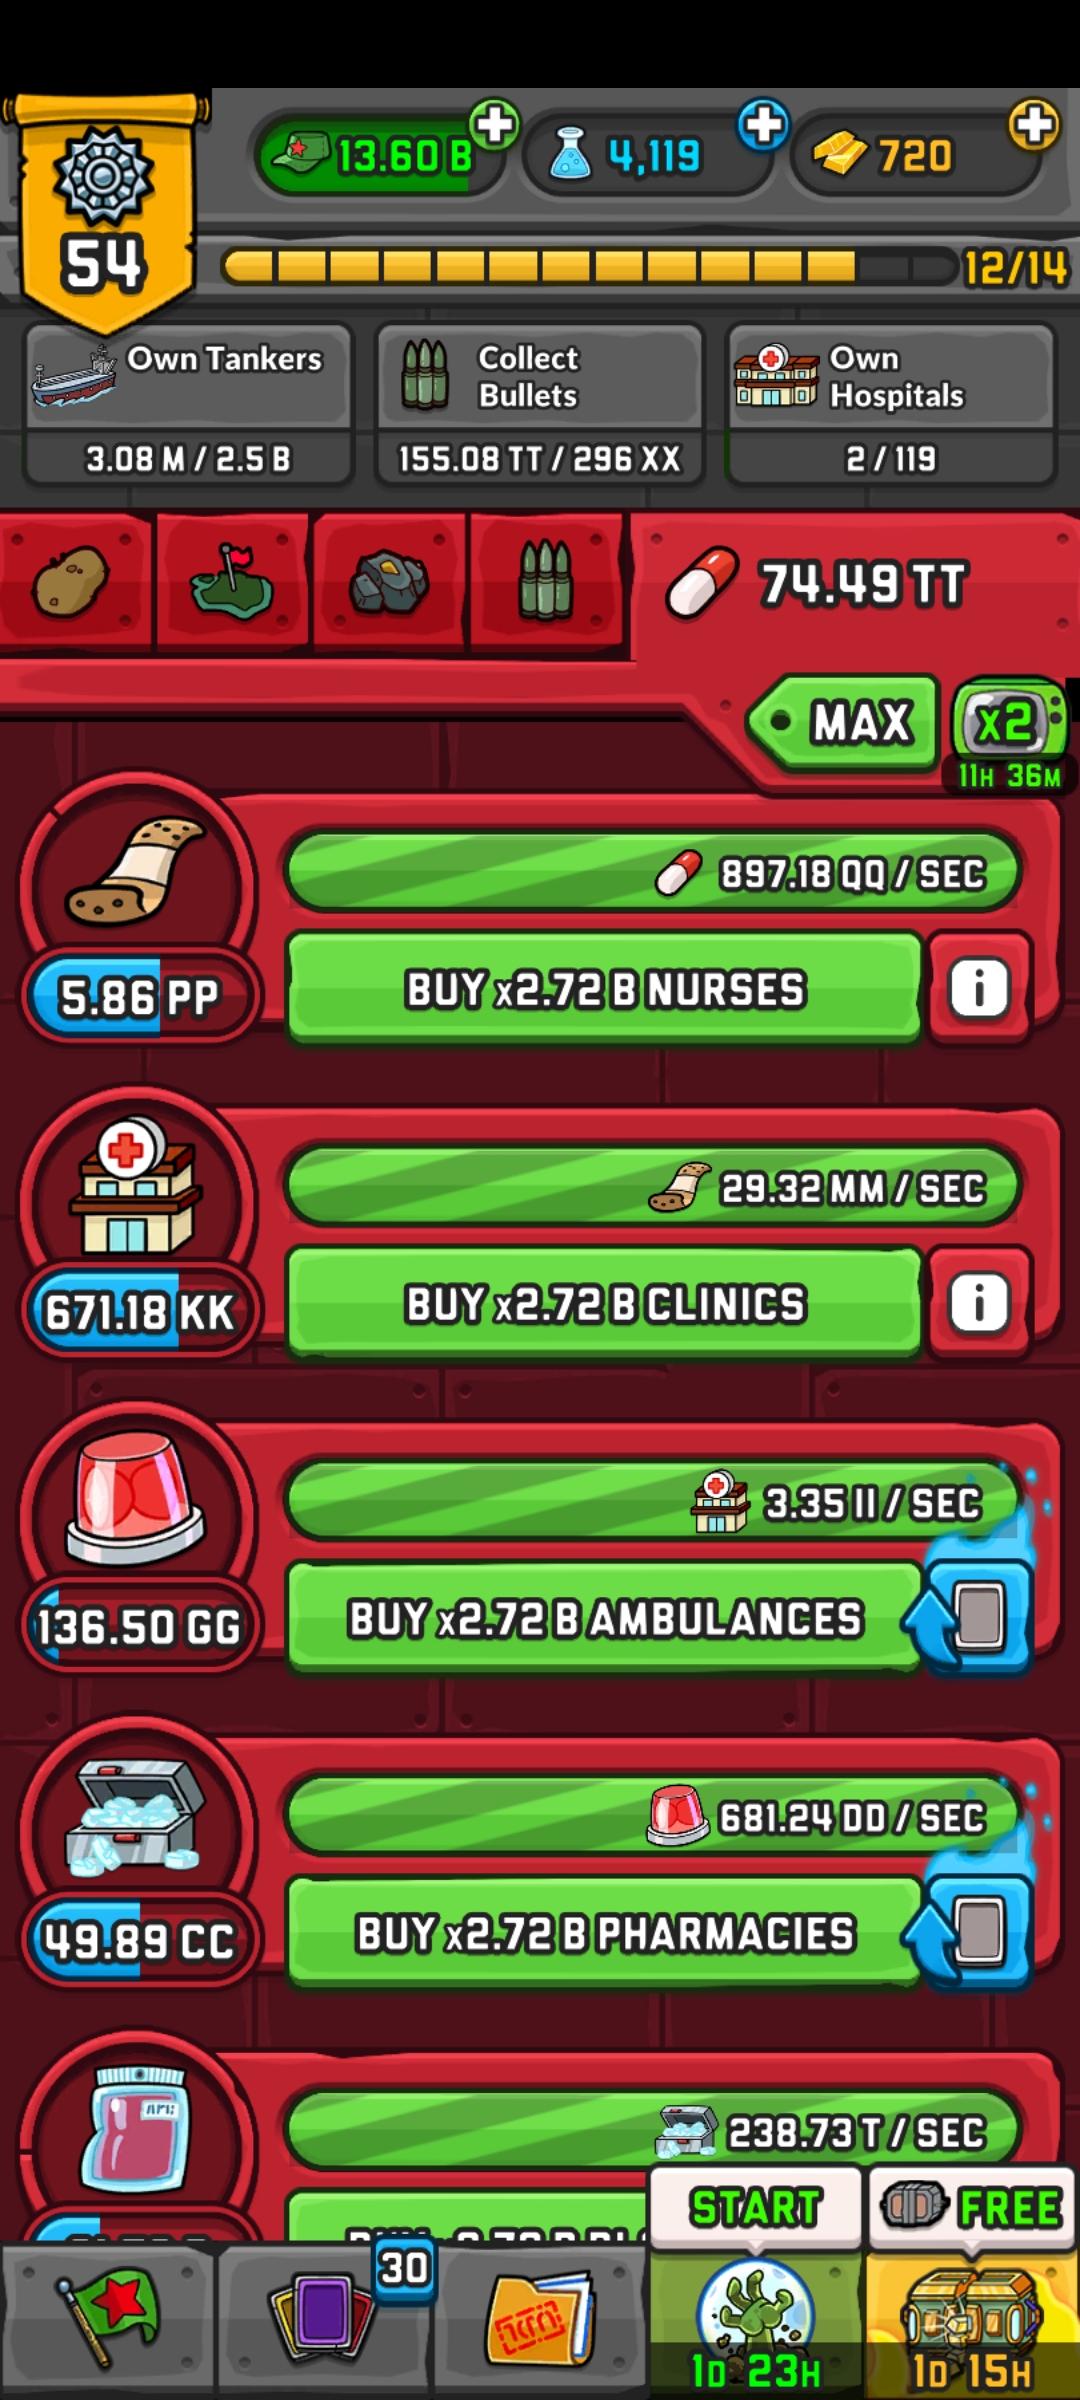 54
13.60 B
4,119
720
12/14
Own Tankers
3.08 M / 2.5 B
Collect
Bullets
155.08 TT / 296 XX
Own
Hospitals
2 / 119
74.49 TT
MAX
x2
11H 36M
897.18 QQ / SEC
5.86 PP
BUY x2.72 B NURSES
i
29.32 MM / SEC
671.18 KK
BUY x2.72 B CLINICS
i
3.35 II / SEC
136.50 GG
BUY x2.72 B AMBULANCES
681.24 DD / SEC
49.89 CC
BUY x2.72 B PHARMACIES
238.73 T / SEC
START
FREE
30
1D 23H
1D 15H